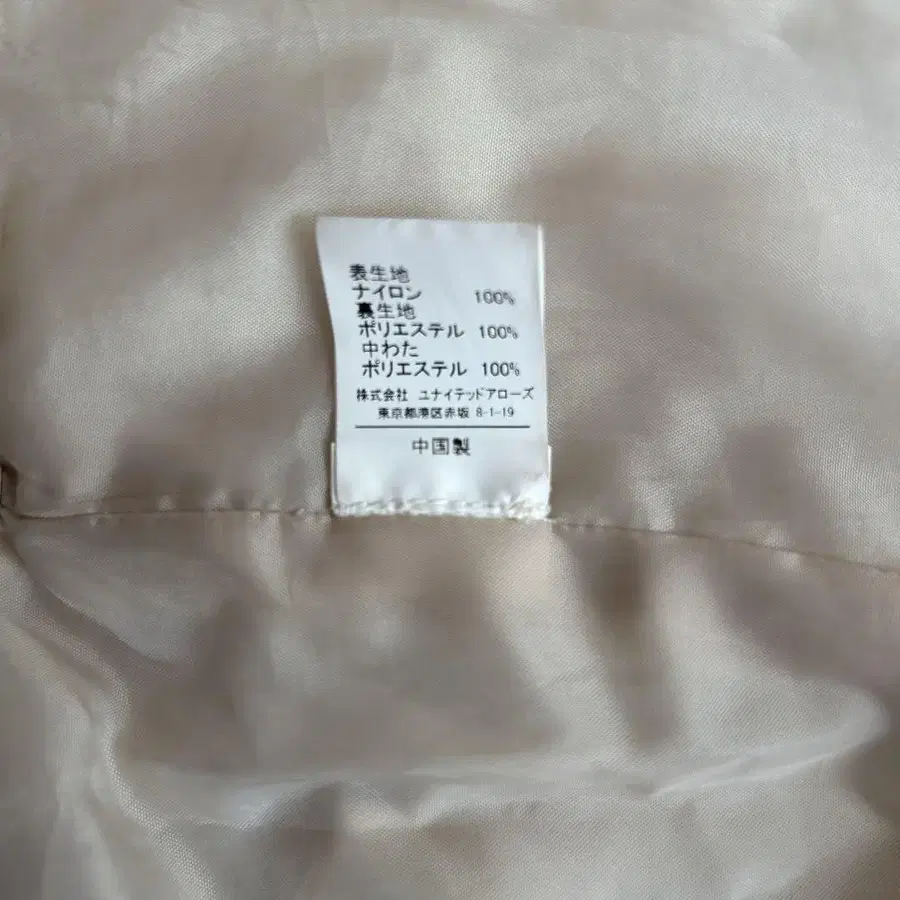 表生地
ナイロン 100%
裏生地
ポリエステル 100%
中わた
ポリエステル 100%
株式会社 ユナイテッドアローズ
東京都港区赤坂 8-1-19
中国製